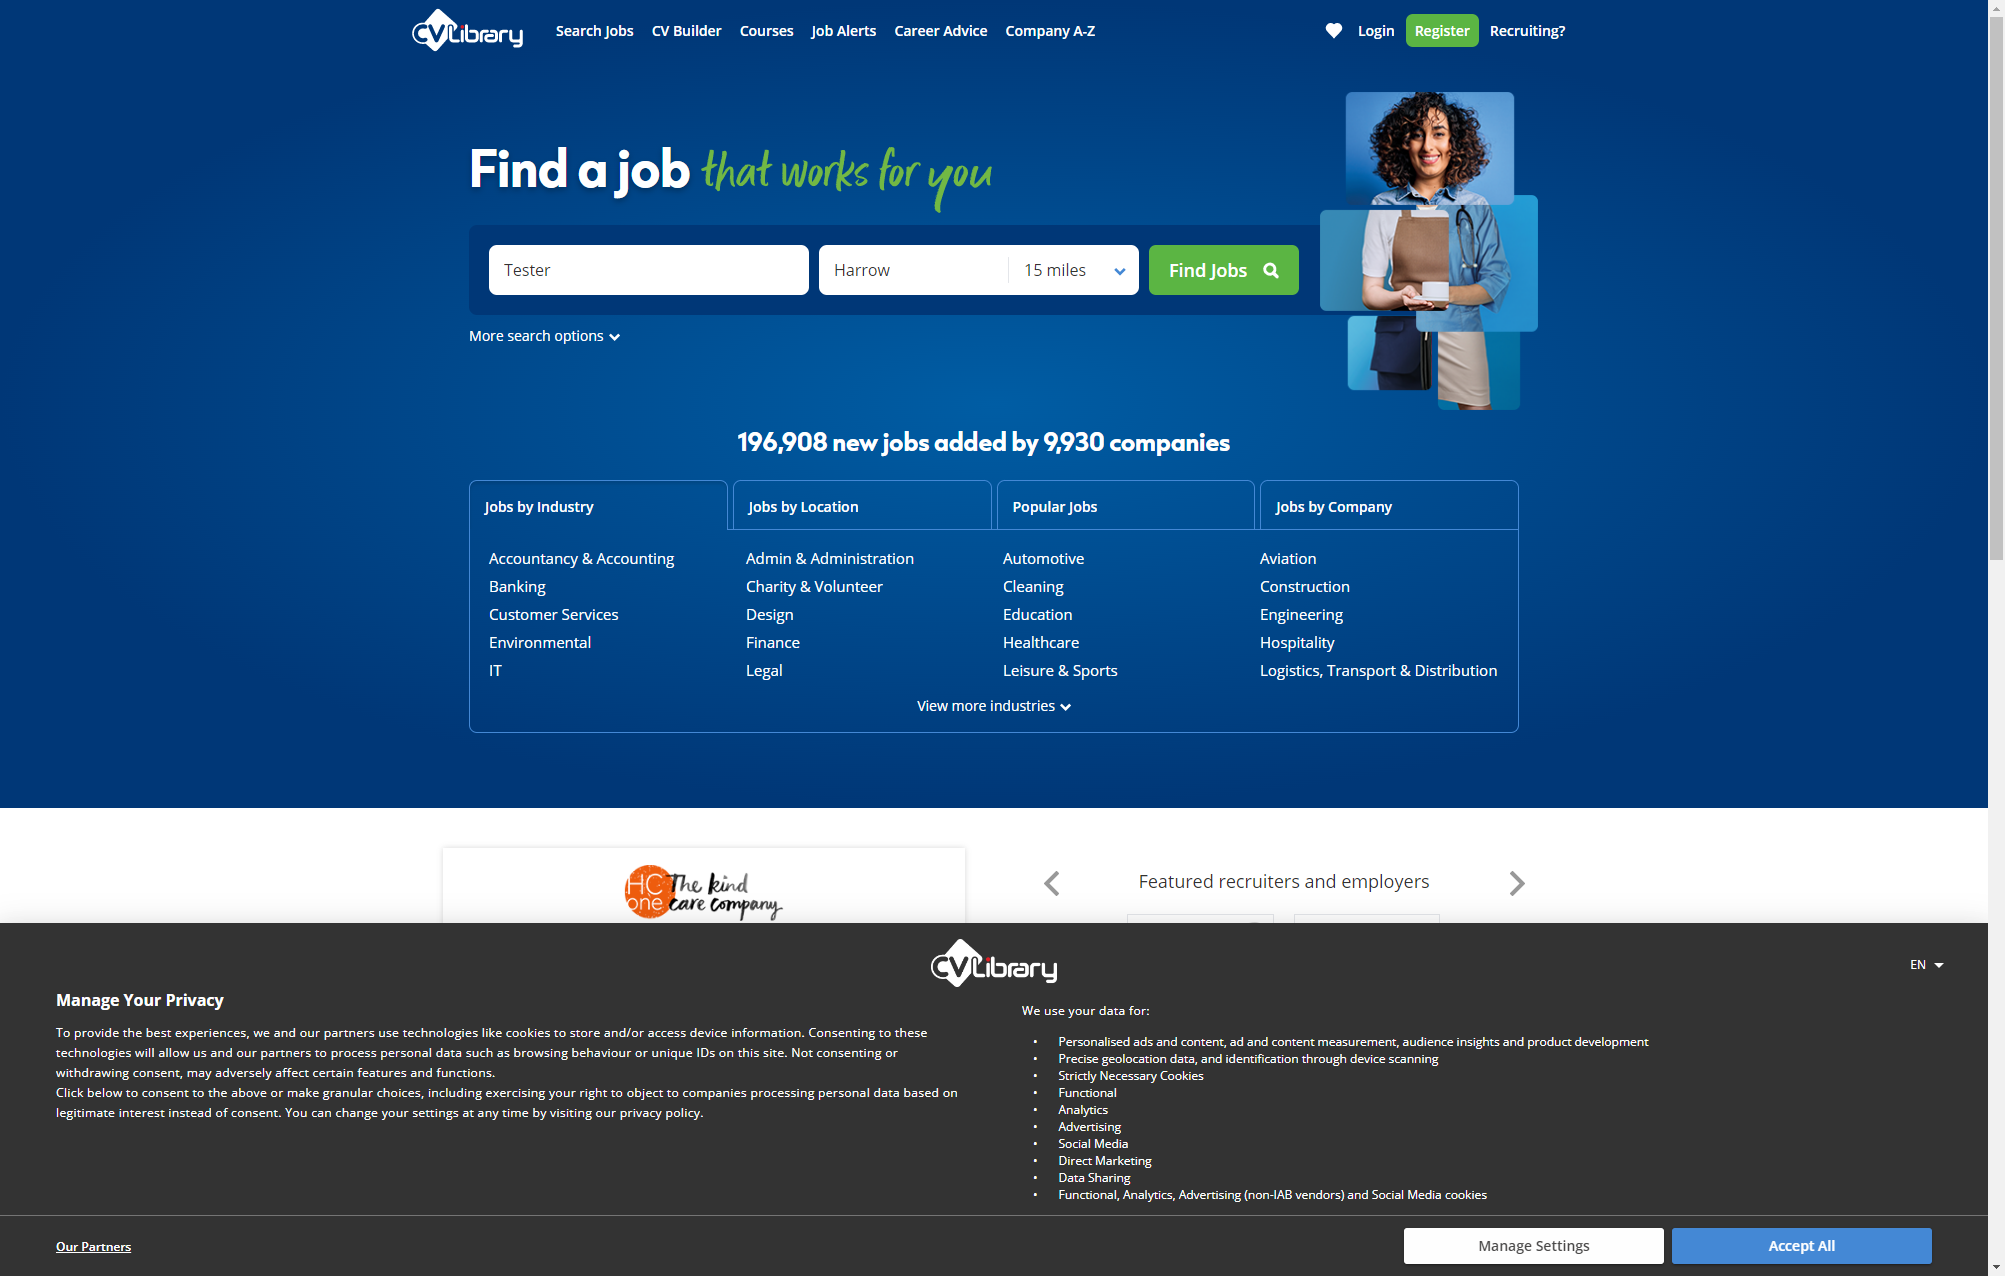 CVLibrary
Search Jobs
CV Builder
Courses
Job Alerts
Career Advice
Company A-Z
Login
Register
Recruiting?
Find a job that works for you
Tester
Harrow
15 miles
Find Jobs
More search options
196,908 new jobs added by 9,930 companies
Jobs by Industry
Jobs by Location
Popular Jobs
Jobs by Company
Accountancy & Accounting
Admin & Administration
Automotive
Aviation
Banking
Charity & Volunteer
Cleaning
Construction
Customer Services
Design
Education
Engineering
Environmental
Finance
Healthcare
Hospitality
IT
Legal
Leisure & Sports
Logistics, Transport & Distribution
View more industries
HC one The kind care company
Featured recruiters and employers
CVLibrary
EN
Manage Your Privacy
To provide the best experiences, we and our partners use technologies like cookies to store and/or access device information. Consenting to these
technologies will allow us and our partners to process personal data such as browsing behaviour or unique IDs on this site. Not consenting or
withdrawing consent, may adversely affect certain features and functions.
Click below to consent to the above or make granular choices, including exercising your right to object to companies processing personal data based on
legitimate interest instead of consent. You can change your settings at any time by visiting our privacy policy.
We use your data for:
• Personalised ads and content, ad and content measurement, audience insights and product development
• Precise geolocation data, and identification through device scanning
• Strictly Necessary Cookies
• Functional
• Analytics
• Advertising
• Social Media
• Direct Marketing
• Data Sharing
• Functional, Analytics, Advertising (non-IAB vendors) and Social Media cookies
Our Partners
Manage Settings
Accept All